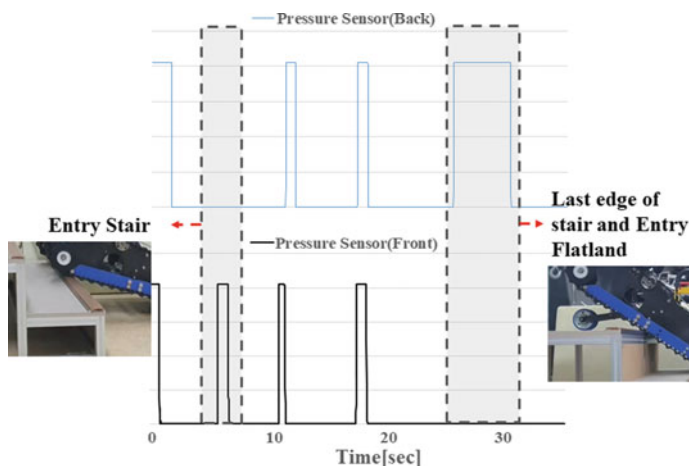 Pressure Sensor(Back)
Entry Stair
Last edge of
stair and Entry
Flatland
Pressure Sensor(Front)
0 10 20 30
Time[sec]